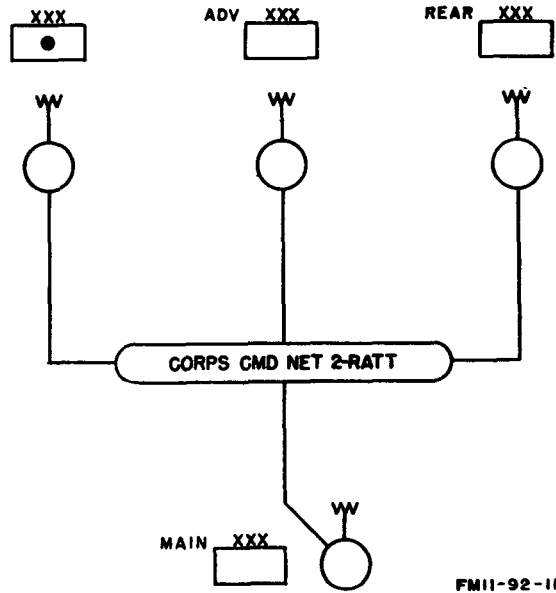 XXX
ADV XXX
REAR XXX
CORPS CMD NET 2-RATT
MAIN XXX